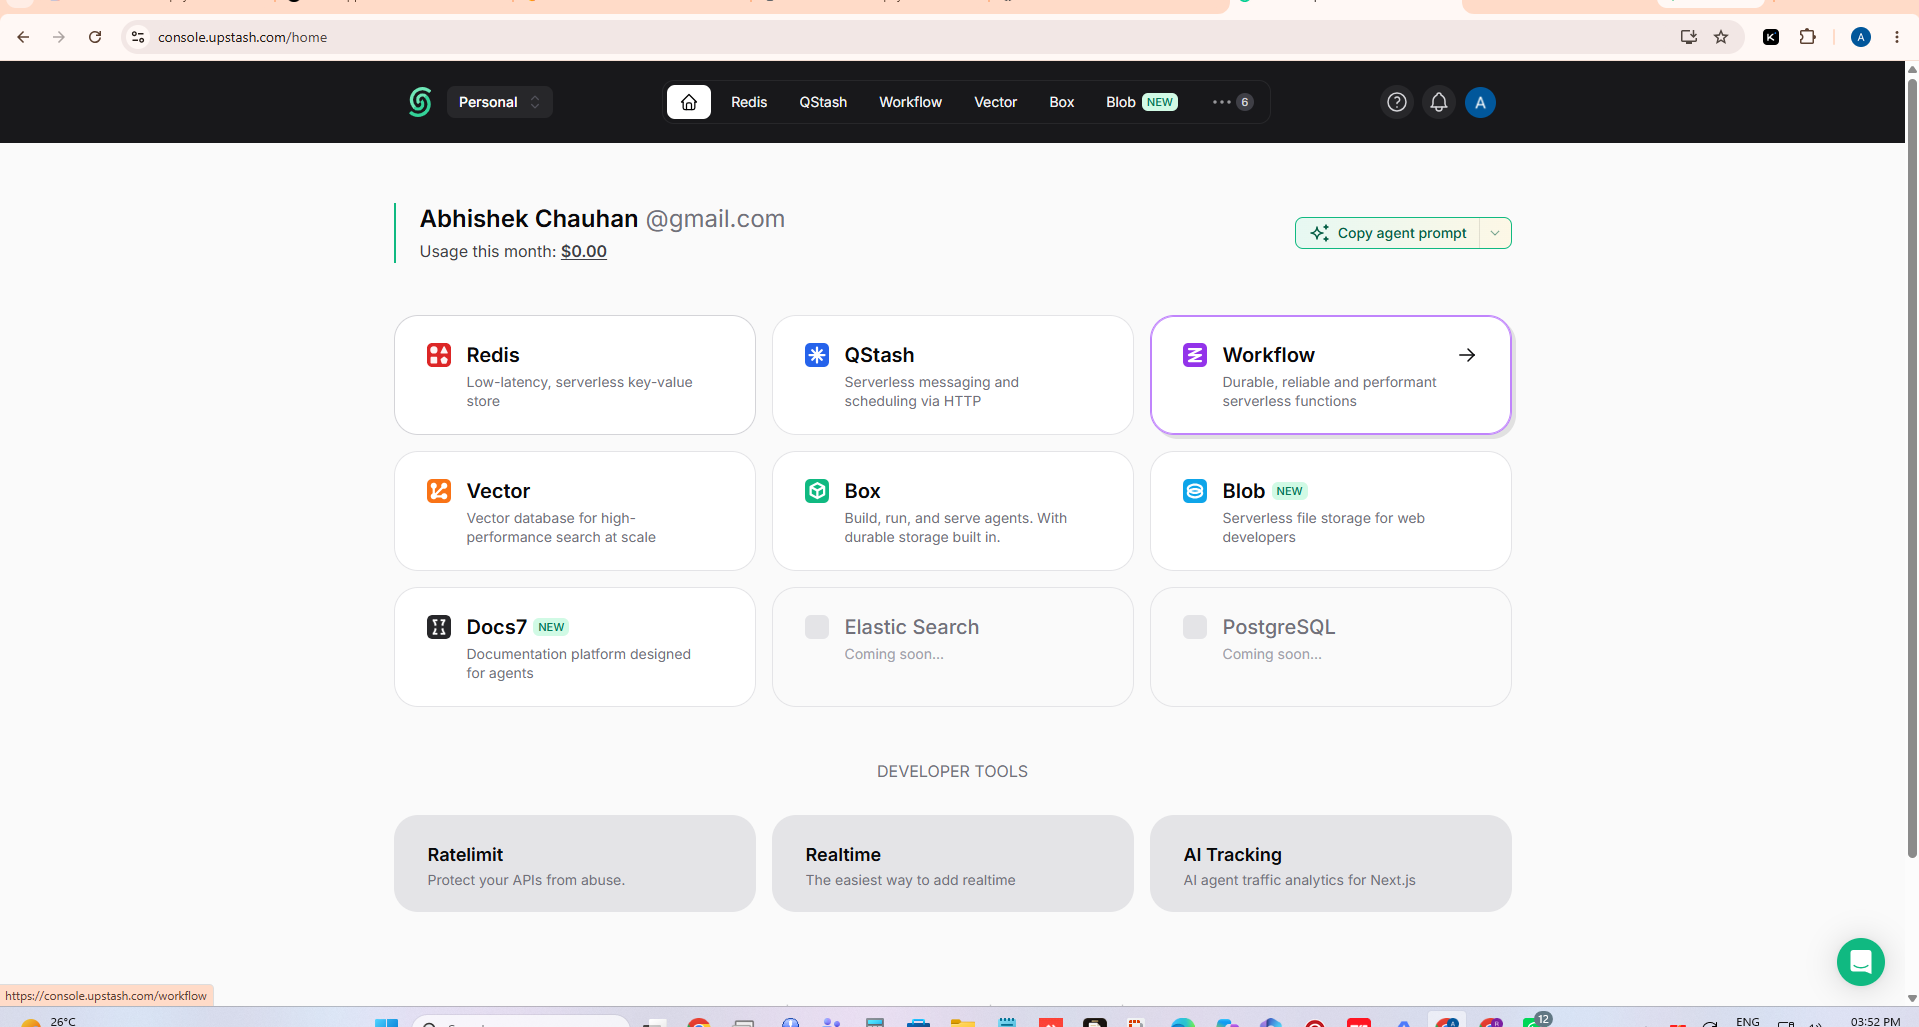 console.upstash.com/home
Personal
Redis
QStash
Workflow
Vector
Box
Blob NEW
6
A
Abhishek Chauhan @gmail.com
Usage this month: $0.00
Copy agent prompt
Redis
Low-latency, serverless key-value
store
QStash
Serverless messaging and
scheduling via HTTP
Workflow
Durable, reliable and performant
serverless functions
Vector
Vector database for high-
performance search at scale
Box
Build, run, and serve agents. With
durable storage built in.
Blob NEW
Serverless file storage for web
developers
Docs7 NEW
Documentation platform designed
for agents
Elastic Search
Coming soon...
PostgreSQL
Coming soon...
DEVELOPER TOOLS
Ratelimit
Protect your APIs from abuse.
Realtime
The easiest way to add realtime
AI Tracking
AI agent traffic analytics for Next.js
https://console.upstash.com/workflow
26°C
12
ENG
03:52 PM